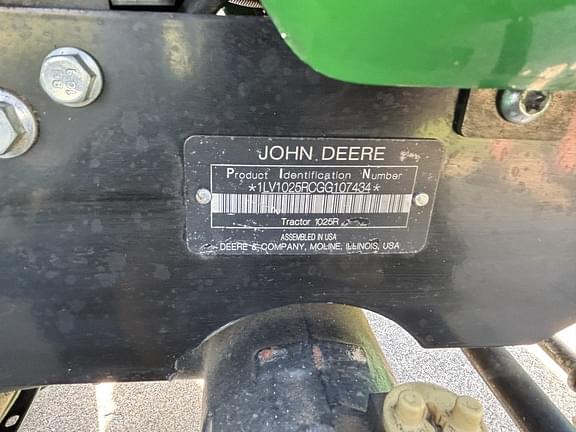 JOHN DEERE
Product Identification Number
*1LV1025RCGG107434*
Tractor 1025R
ASSEMBLED IN USA
DEERE & COMPANY, MOLINE, ILLINOIS, USA